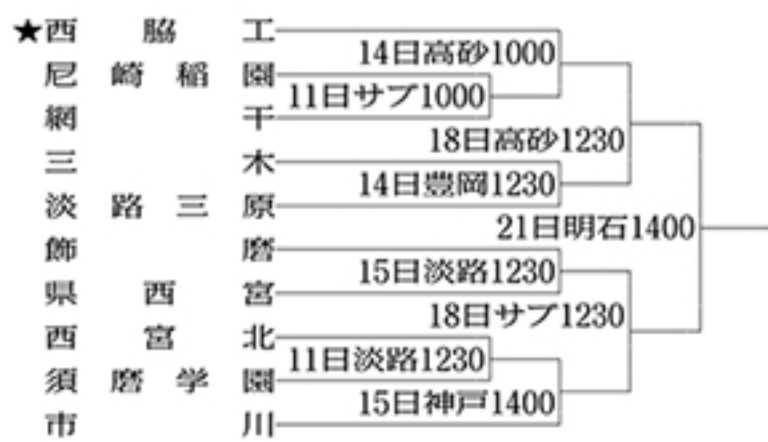 ★西脇工
14日高砂1000
尼崎稲園
11日サブ1000
網干
18日高砂1230
三木
14日豊岡1230
淡路三原
21日明石1400
飾磨
15日淡路1230
県西宮
18日サブ1230
西宮北
11日淡路1230
須磨学園
15日神戸1400
市川